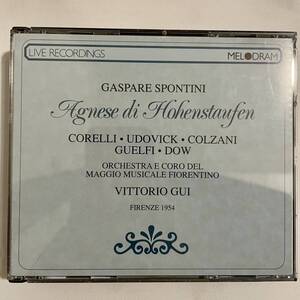 LIVE RECORDINGS MELODRAM
GASPARE SPONTINI
Agnese di Hohenstaufen
CORELLI • UDOVICK • COLZANI
GUELFI • DOW
ORCHESTRA E CORO DEL
MAGGIO MUSICALE FIORENTINO
VITTORIO GUI
FIRENZE 1954